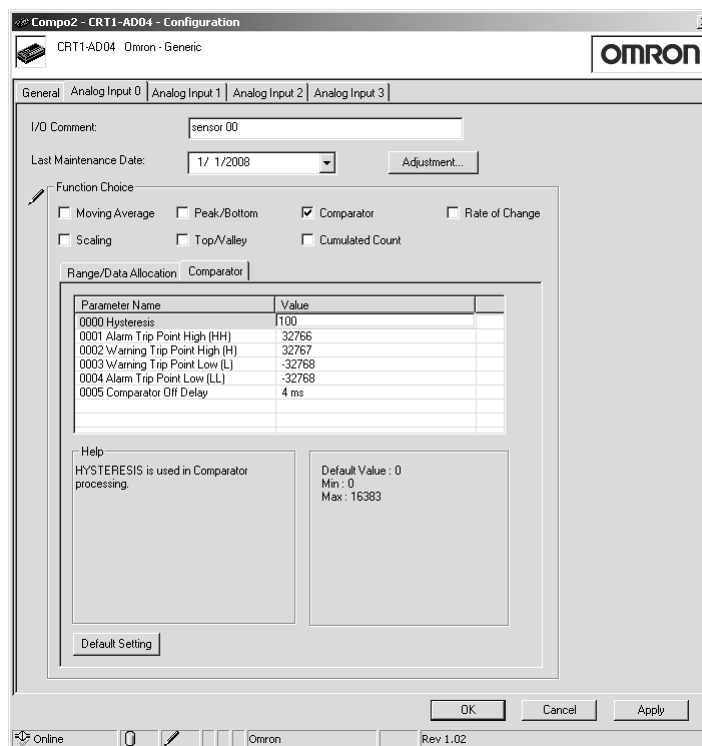 Compo2 - CRT1-AD04 - Configuration
CRT1-AD04 Omron - Generic
OMRON
General Analog Input 0 Analog Input 1 Analog Input 2 Analog Input 3
I/O Comment: sensor 00
Last Maintenance Date: 1/ 1/2008 Adjustment...
Function Choice
Moving Average Peak/Bottom Comparator Rate of Change
Scaling Top/Valley Cumulated Count
Range/Data Allocation Comparator
Parameter Name Value
0000 Hysteresis 100
0001 Alarm Trip Point High (HH) 32766
0002 Warning Trip Point High (H) 32767
0003 Warning Trip Point Low (L) -32768
0004 Alarm Trip Point Low (LL) -32768
0005 Comparator Off Delay 4 ms
Help
HYSTERESIS is used in Comparator
processing.
Default Value : 0
Min : 0
Max : 16383
Default Setting
OK Cancel Apply
Online Omron Rev 1.02